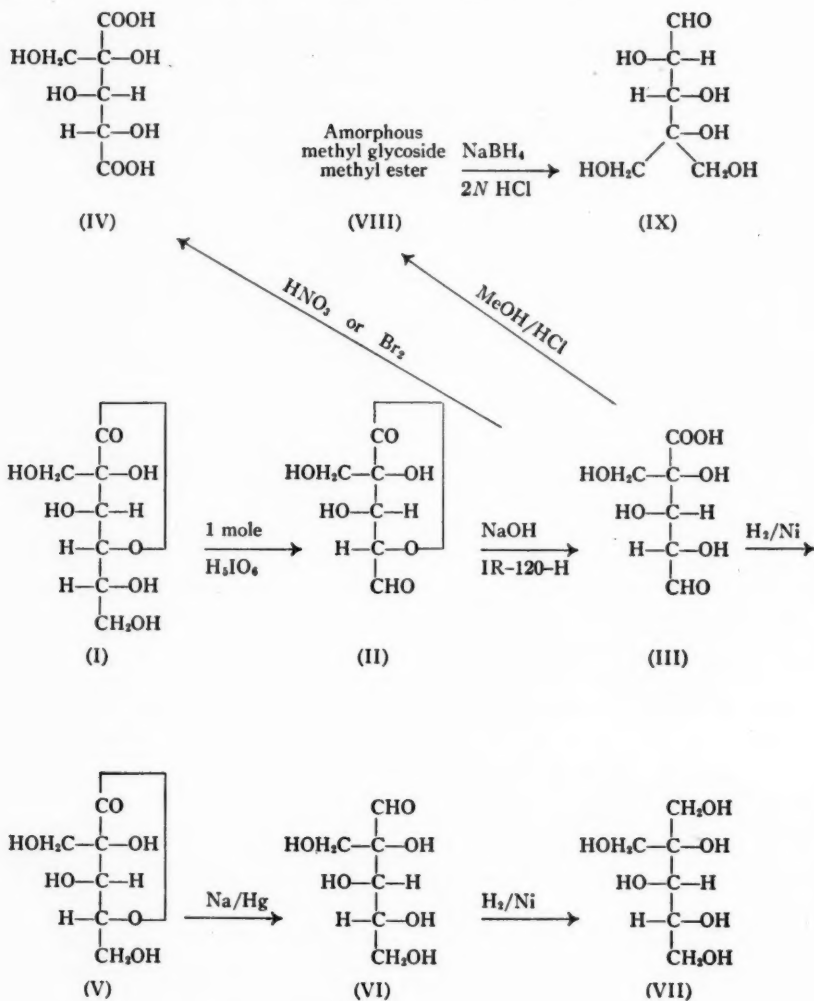 COOH
HOH₂C—C—OH
HO—C—H
H—C—OH
COOH
(IV)
Amorphous
methyl glycoside
methyl ester
(VIII)
NaBH₄
2N HCl
CHO
HO—C—H
H—C—OH
C—OH
HOH₂C CH₂OH
(IX)
HNO₃ or Br₂
MeOH/HCl
CO
HOH₂C—C—OH
HO—C—H
H—C—O
H—C—OH
CH₂OH
(I)
1 mole
H₅IO₆
CO
HOH₂C—C—OH
HO—C—H
H—C—O
CHO
(II)
NaOH
IR-120-H
COOH
HOH₂C—C—OH
HO—C—H
H—C—OH
CHO
(III)
H₂/Ni
CO
HOH₂C—C—OH
HO—C—H
H—C—O
CH₂OH
(V)
Na/Hg
CHO
HOH₂C—C—OH
HO—C—H
H—C—OH
CH₂OH
(VI)
H₂/Ni
CH₂OH
HOH₂C—C—OH
HO—C—H
H—C—OH
CH₂OH
(VII)